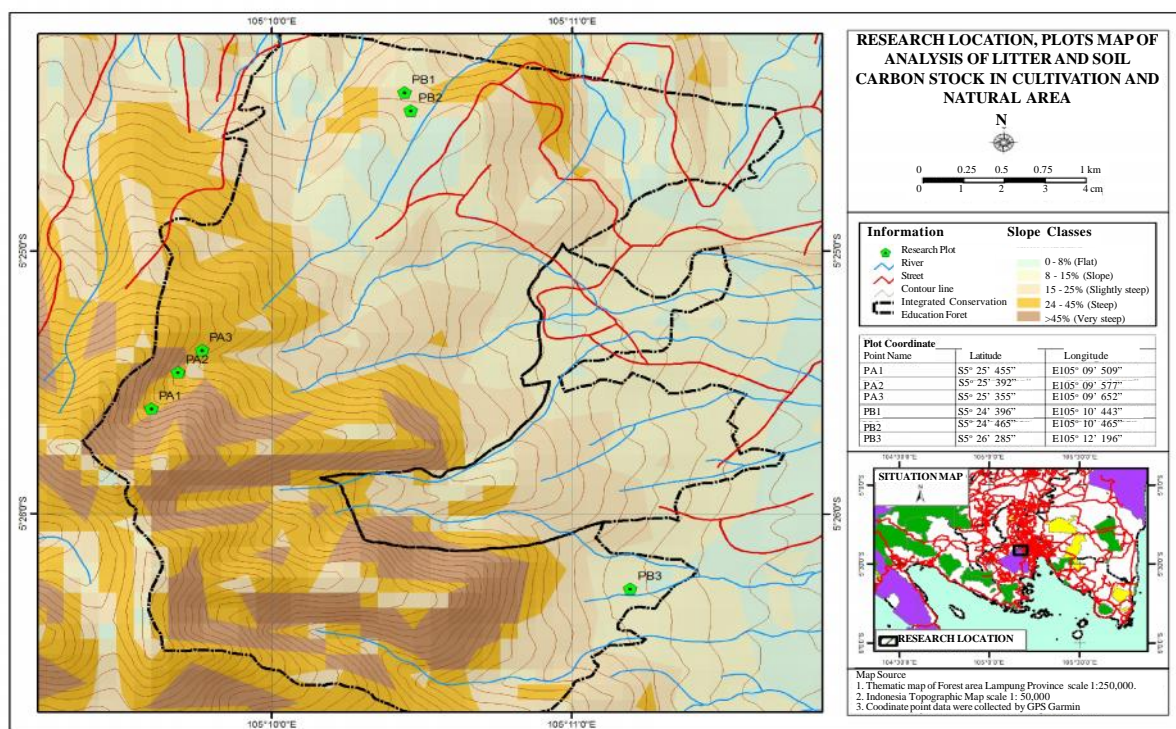 105°10'0"E 105°11'0"E
PB1
PB2
5°25'0"S 5°25'0"S
PA3
PA2
PA1
5°26'0"S 5°26'0"S
PB3
105°10'0"E 105°11'0"E
RESEARCH LOCATION, PLOTS MAP OF
ANALYSIS OF LITTER AND SOIL
CARBON STOCK IN CULTIVATION AND
NATURAL AREA
N
0 0.25 0.5 0.75 1 km
0 1 2 3 4 cm
Information Slope Classes
Research Plot
River 0 - 8% (Flat)
Street 8 - 15% (Slope)
Contour line 15 - 25% (Slightly steep)
Integrated Conservation 24 - 45% (Steep)
Education Foret >45% (Very steep)
Plot Coordinate
Point Name Latitude Longitude
PA1 S5° 25' 455" E105° 09' 509"
PA2 S5° 25' 392" E105° 09' 577"
PA3 S5° 25' 355" E105° 09' 652"
PB1 S5° 24' 396" E105° 10' 443"
PB2 S5° 24' 465" E105° 10' 465"
PB3 S5° 26' 285" E105° 12' 196"
SITUATION MAP
N
RESEARCH LOCATION
Map Source
1. Thematic map of Forest area Lampung Province scale 1:250,000.
2. Indonesia Topographic Map scale 1: 50,000
3. Coodinate point data were collected by GPS Garmin